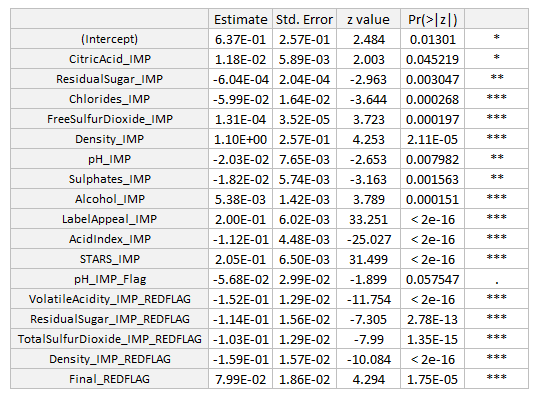 Estimate Std. Error z value Pr(>|z|)
(Intercept) 6.37E-01 2.57E-01 2.484 0.01301 *
CitricAcid_IMP 1.18E-02 5.89E-03 2.003 0.045219 *
ResidualSugar_IMP -6.04E-04 2.04E-04 -2.963 0.003047 **
Chlorides_IMP -5.99E-02 1.64E-02 -3.644 0.000268 ***
FreeSulfurDioxide_IMP 1.31E-04 3.52E-05 3.723 0.000197 ***
Density_IMP 1.10E+00 2.57E-01 4.253 2.11E-05 ***
pH_IMP -2.03E-02 7.65E-03 -2.653 0.007982 **
Sulphates_IMP -1.82E-02 5.74E-03 -3.163 0.001563 **
Alcohol_IMP 5.38E-03 1.42E-03 3.789 0.000151 ***
LabelAppeal_IMP 2.00E-01 6.02E-03 33.251 < 2e-16 ***
AcidIndex_IMP -1.12E-01 4.48E-03 -25.027 < 2e-16 ***
STARS_IMP 2.05E-01 6.50E-03 31.499 < 2e-16 ***
pH_IMP_Flag -5.68E-02 2.99E-02 -1.899 0.057547 .
VolatileAcidity_IMP_REDFLAG -1.52E-01 1.29E-02 -11.754 < 2e-16 ***
ResidualSugar_IMP_REDFLAG -1.14E-01 1.56E-02 -7.305 2.78E-13 ***
TotalSulfurDioxide_IMP_REDFLAG -1.03E-01 1.29E-02 -7.99 1.35E-15 ***
Density_IMP_REDFLAG -1.59E-01 1.57E-02 -10.084 < 2e-16 ***
Final_REDFLAG 7.99E-02 1.86E-02 4.294 1.75E-05 ***